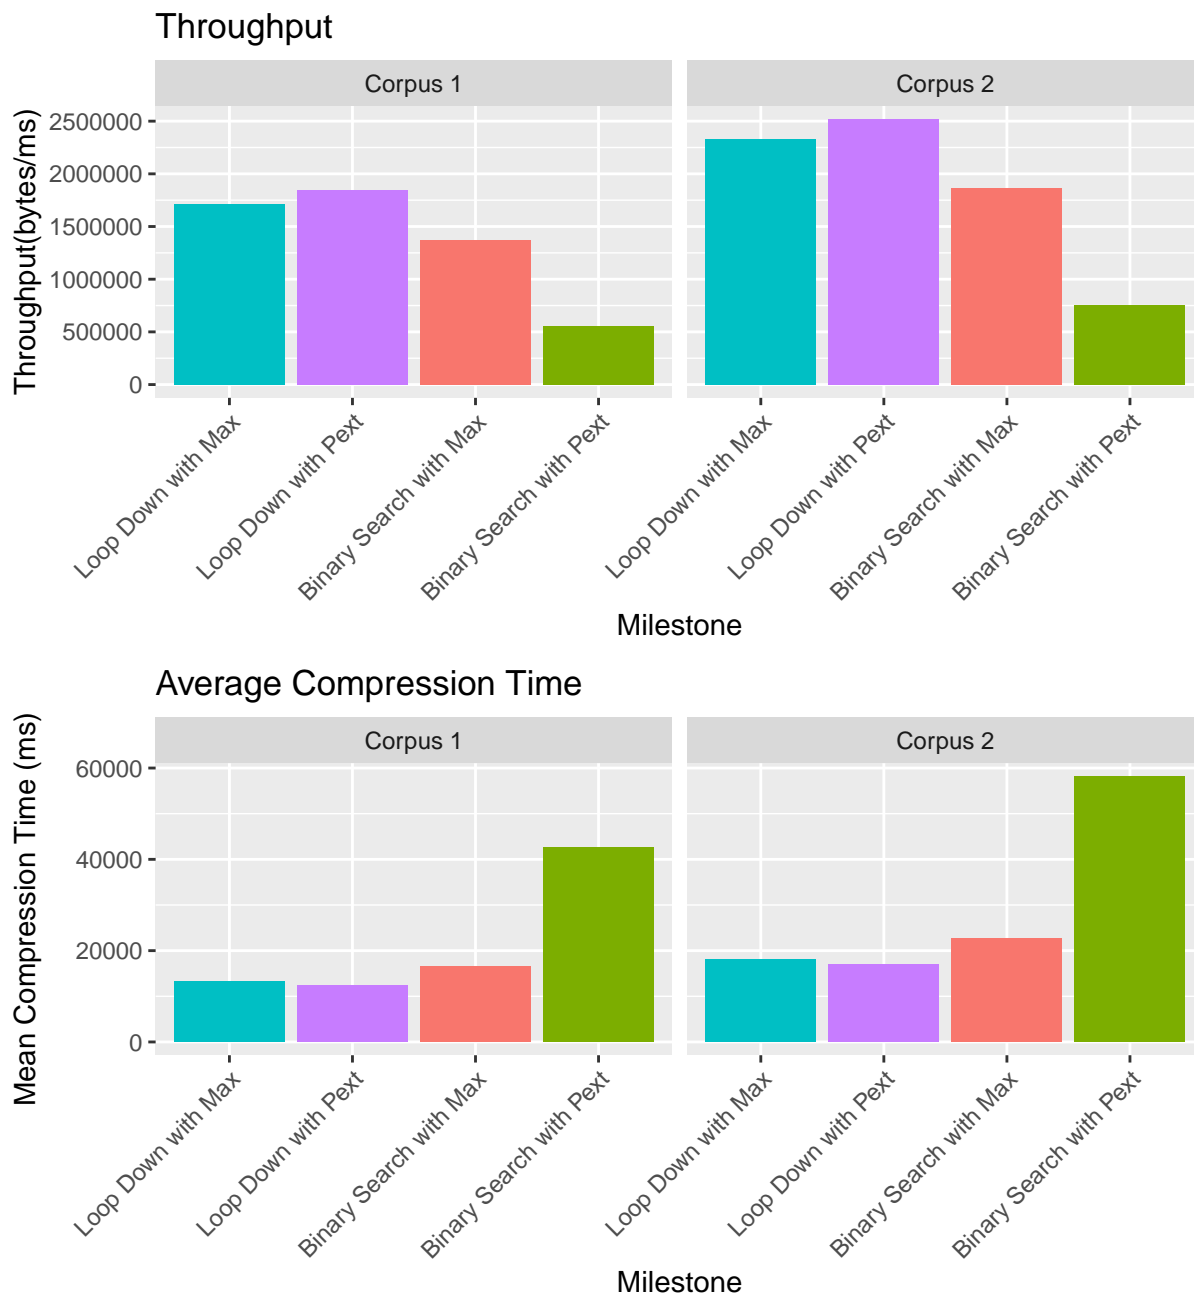 Throughput
Corpus 1
Corpus 2
Throughput(bytes/ms)
2500000
2000000
1500000
1000000
500000
0
Loop Down with Max
Loop Down with Pext
Binary Search with Max
Binary Search with Pext
Loop Down with Max
Loop Down with Pext
Binary Search with Max
Binary Search with Pext
Milestone
Average Compression Time
Corpus 1
Corpus 2
Mean Compression Time (ms)
60000
40000
20000
0
Loop Down with Max
Loop Down with Pext
Binary Search with Max
Binary Search with Pext
Loop Down with Max
Loop Down with Pext
Binary Search with Max
Binary Search with Pext
Milestone